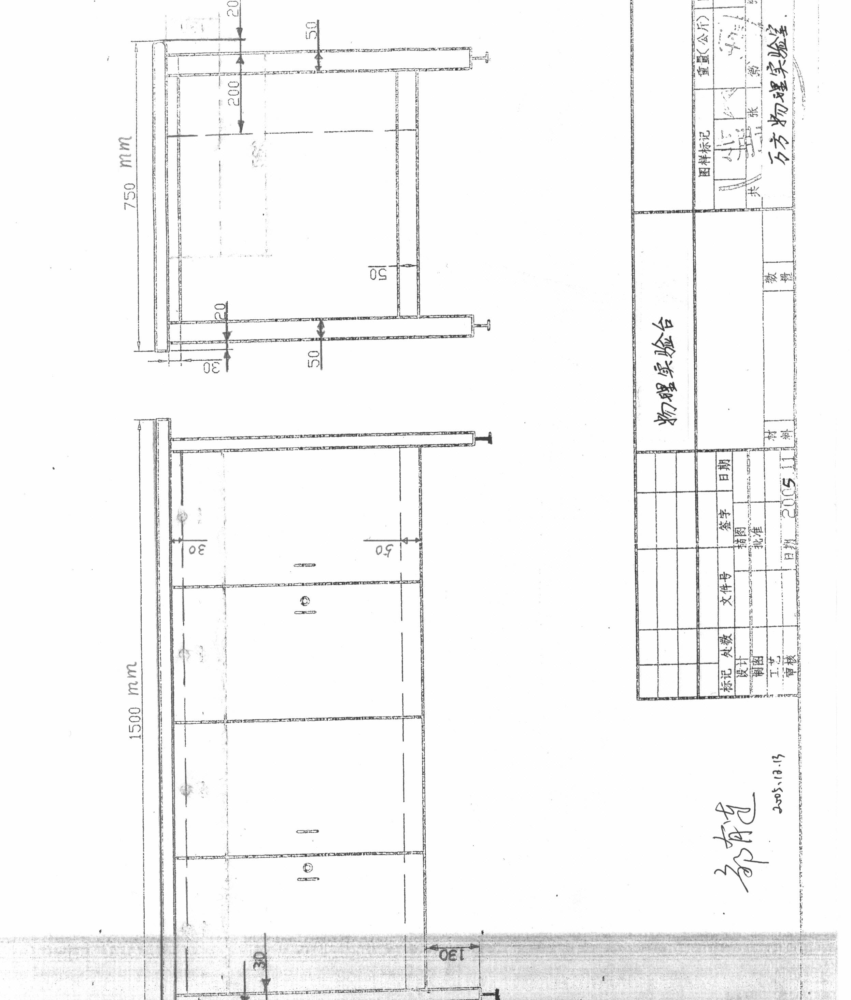 1500 mm
30
130
30
50
750 mm
20
200
50
20
30
50
50
物理实验台
标记 处数 文件号 签字 日期
设计
描图
制图
批准
工艺
审核
日期 2005 11
材料
数量
图样标记
重量(公斤)
共 张
第 张
万方物理实验室.
2005.12.13